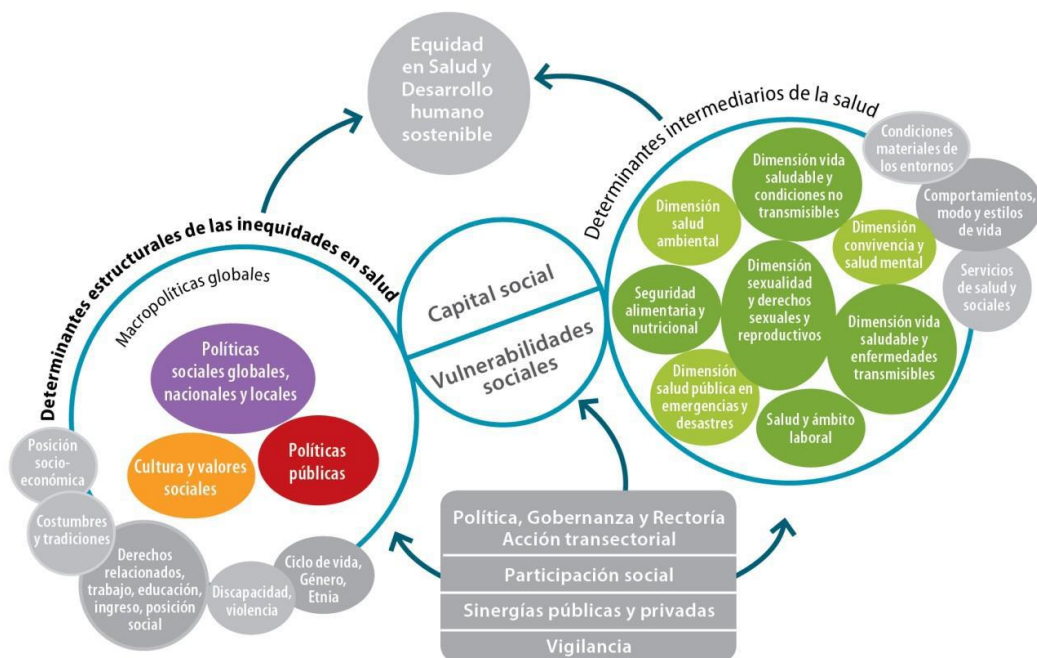 Equidad
en Salud y
Desarrollo
humano
sostenible
Determinantes estructurales de las inequidades en salud
Macropolíticas globales
Políticas
sociales globales,
nacionales y locales
Cultura y valores
sociales
Políticas
públicas
Posición
socio-
económica
Costumbres
y tradiciones
Derechos
relacionados,
trabajo, educación,
ingreso, posición
social
Discapacidad,
violencia
Ciclo de vida,
Género,
Etnia
Capital social
Vulnerabilidades
sociales
Determinantes intermediarios de la salud
Dimensión vida
saludable y
condiciones no
transmisibles
Dimensión
salud
ambiental
Dimensión
convivencia y
salud mental
Dimensión
sexualidad
y derechos
sexuales y
reproductivos
Seguridad
alimentaria y
nutricional
Dimensión vida
saludable y
enfermedades
transmisibles
Dimensión
salud pública en
emergencias y
desastres
Salud y ámbito
laboral
Condiciones
materiales de
los entornos
Comportamientos,
modo y estilos
de vida
Servicios
de salud y
sociales
Política, Gobernanza y Rectoría
Acción transectorial
Participación social
Sinergías públicas y privadas
Vigilancia